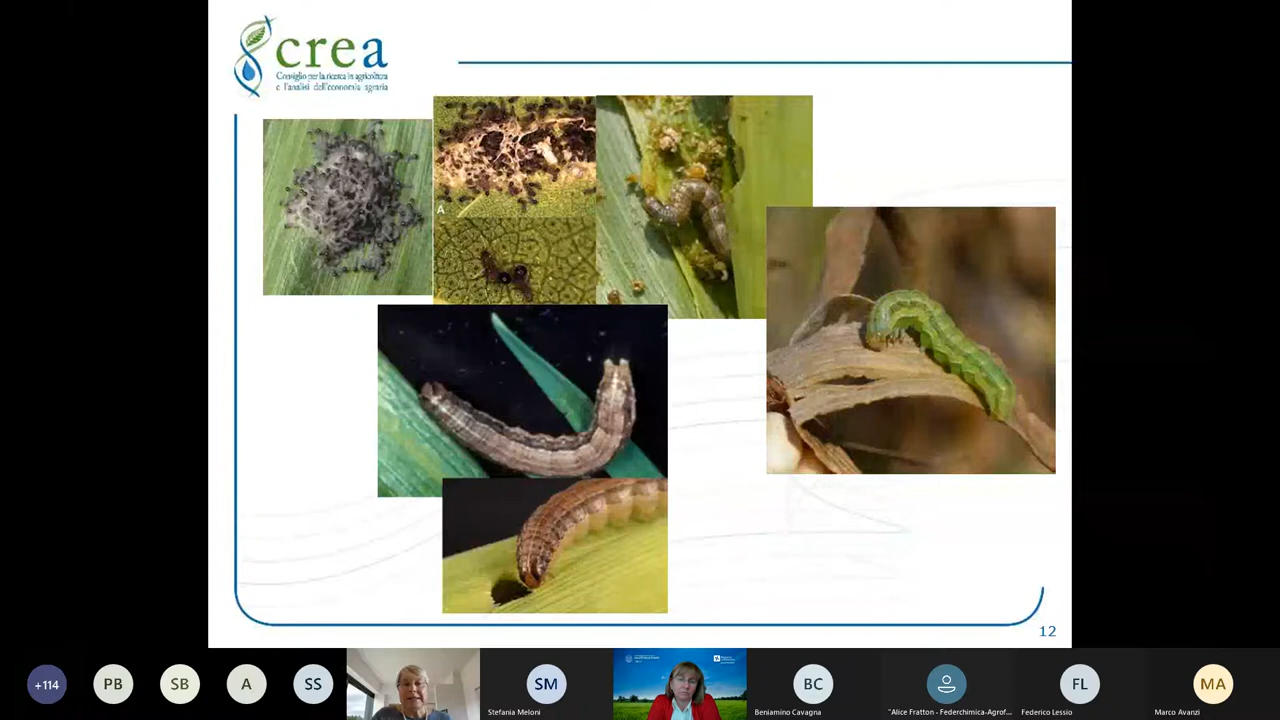 crea
Consiglio per la ricerca in agricoltura
e l'analisi dell'economia agraria
A
12
+114
PB
SB
A
SS
SM
Stefania Meloni
BC
Beniamino Cavagna
"Alice Fratton - Federchimica-Agrof...
FL
Federico Lessio
MA
Marco Avanzi